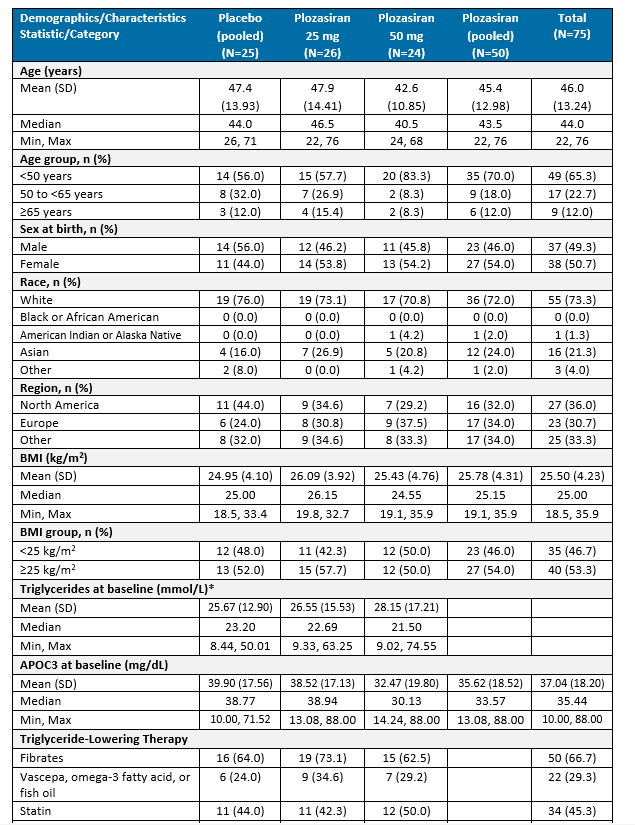 Demographics/Characteristics Statistic/Category Placebo (pooled) (N=25) Plozasiran 25 mg (N=26) Plozasiran 50 mg (N=24) Plozasiran (pooled) (N=50) Total (N=75)
Age (years)
Mean (SD) 47.4 (13.93) 47.9 (14.41) 42.6 (10.85) 45.4 (12.98) 46.0 (13.24)
Median 44.0 46.5 40.5 43.5 44.0
Min, Max 26, 71 22, 76 24, 68 22, 76 22, 76
Age group, n (%)
<50 years 14 (56.0) 15 (57.7) 20 (83.3) 35 (70.0) 49 (65.3)
50 to <65 years 8 (32.0) 7 (26.9) 2 (8.3) 9 (18.0) 17 (22.7)
≥65 years 3 (12.0) 4 (15.4) 2 (8.3) 6 (12.0) 9 (12.0)
Sex at birth, n (%)
Male 14 (56.0) 12 (46.2) 11 (45.8) 23 (46.0) 37 (49.3)
Female 11 (44.0) 14 (53.8) 13 (54.2) 27 (54.0) 38 (50.7)
Race, n (%)
White 19 (76.0) 19 (73.1) 17 (70.8) 36 (72.0) 55 (73.3)
Black or African American 0 (0.0) 0 (0.0) 0 (0.0) 0 (0.0) 0 (0.0)
American Indian or Alaska Native 0 (0.0) 0 (0.0) 1 (4.2) 1 (2.0) 1 (1.3)
Asian 4 (16.0) 7 (26.9) 5 (20.8) 12 (24.0) 16 (21.3)
Other 2 (8.0) 0 (0.0) 1 (4.2) 1 (2.0) 3 (4.0)
Region, n (%)
North America 11 (44.0) 9 (34.6) 7 (29.2) 16 (32.0) 27 (36.0)
Europe 6 (24.0) 8 (30.8) 9 (37.5) 17 (34.0) 23 (30.7)
Other 8 (32.0) 9 (34.6) 8 (33.3) 17 (34.0) 25 (33.3)
BMI (kg/m²)
Mean (SD) 24.95 (4.10) 26.09 (3.92) 25.43 (4.76) 25.78 (4.31) 25.50 (4.23)
Median 25.00 26.15 24.55 25.15 25.00
Min, Max 18.5, 33.4 19.8, 32.7 19.1, 35.9 19.1, 35.9 18.5, 35.9
BMI group, n (%)
<25 kg/m² 12 (48.0) 11 (42.3) 12 (50.0) 23 (46.0) 35 (46.7)
≥25 kg/m² 13 (52.0) 15 (57.7) 12 (50.0) 27 (54.0) 40 (53.3)
Triglycerides at baseline (mmol/L)*
Mean (SD) 25.67 (12.90) 26.55 (15.53) 28.15 (17.21)
Median 23.20 22.69 21.50
Min, Max 8.44, 50.01 9.33, 63.25 9.02, 74.55
APOC3 at baseline (mg/dL)
Mean (SD) 39.90 (17.56) 38.52 (17.13) 32.47 (19.80) 35.62 (18.52) 37.04 (18.20)
Median 38.77 38.94 30.13 33.57 35.44
Min, Max 10.00, 71.52 13.08, 88.00 14.24, 88.00 13.08, 88.00 10.00, 88.00
Triglyceride-Lowering Therapy
Fibrates 16 (64.0) 19 (73.1) 15 (62.5) 50 (66.7)
Vascepa, omega-3 fatty acid, or fish oil 6 (24.0) 9 (34.6) 7 (29.2) 22 (29.3)
Statin 11 (44.0) 11 (42.3) 12 (50.0) 34 (45.3)